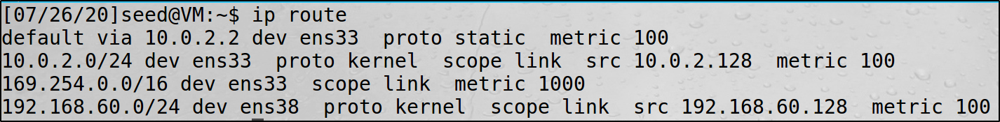 [07/26/20]seed@VM:~$ ip route
default via 10.0.2.2 dev ens33  proto static  metric 100
10.0.2.0/24 dev ens33  proto kernel  scope link  src 10.0.2.128  metric 100
169.254.0.0/16 dev ens33  scope link  metric 1000
192.168.60.0/24 dev ens38  proto kernel  scope link  src 192.168.60.128  metric 100